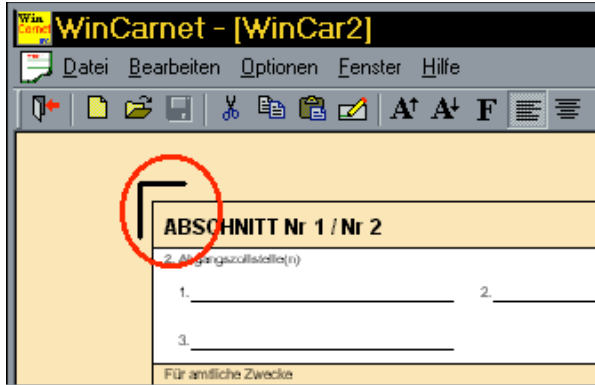 Win
Carnet
WinCarnet - [WinCar2]
Datei Bearbeiten Optionen Fenster Hilfe
A A F
ABSCHNITT Nr 1 / Nr 2
2. Abgangszollstelle(n)
1. 2.
3.
Für amtliche Zwecke